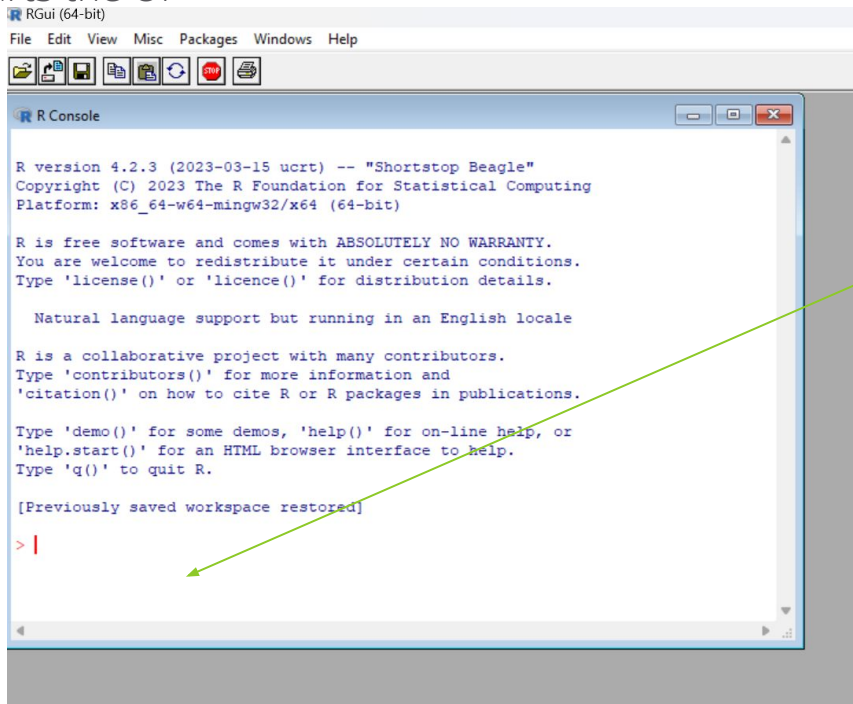 RGui (64-bit)
File Edit View Misc Packages Windows Help
STOP
R Console
R version 4.2.3 (2023-03-15 ucrt) -- "Shortstop Beagle"
Copyright (C) 2023 The R Foundation for Statistical Computing
Platform: x86_64-w64-mingw32/x64 (64-bit)
R is free software and comes with ABSOLUTELY NO WARRANTY.
You are welcome to redistribute it under certain conditions.
Type 'license()' or 'licence()' for distribution details.
Natural language support but running in an English locale
R is a collaborative project with many contributors.
Type 'contributors()' for more information and
'citation()' on how to cite R or R packages in publications.
Type 'demo()' for some demos, 'help()' for on-line help, or
'help.start()' for an HTML browser interface to help.
Type 'q()' to quit R.
[Previously saved workspace restored]
>